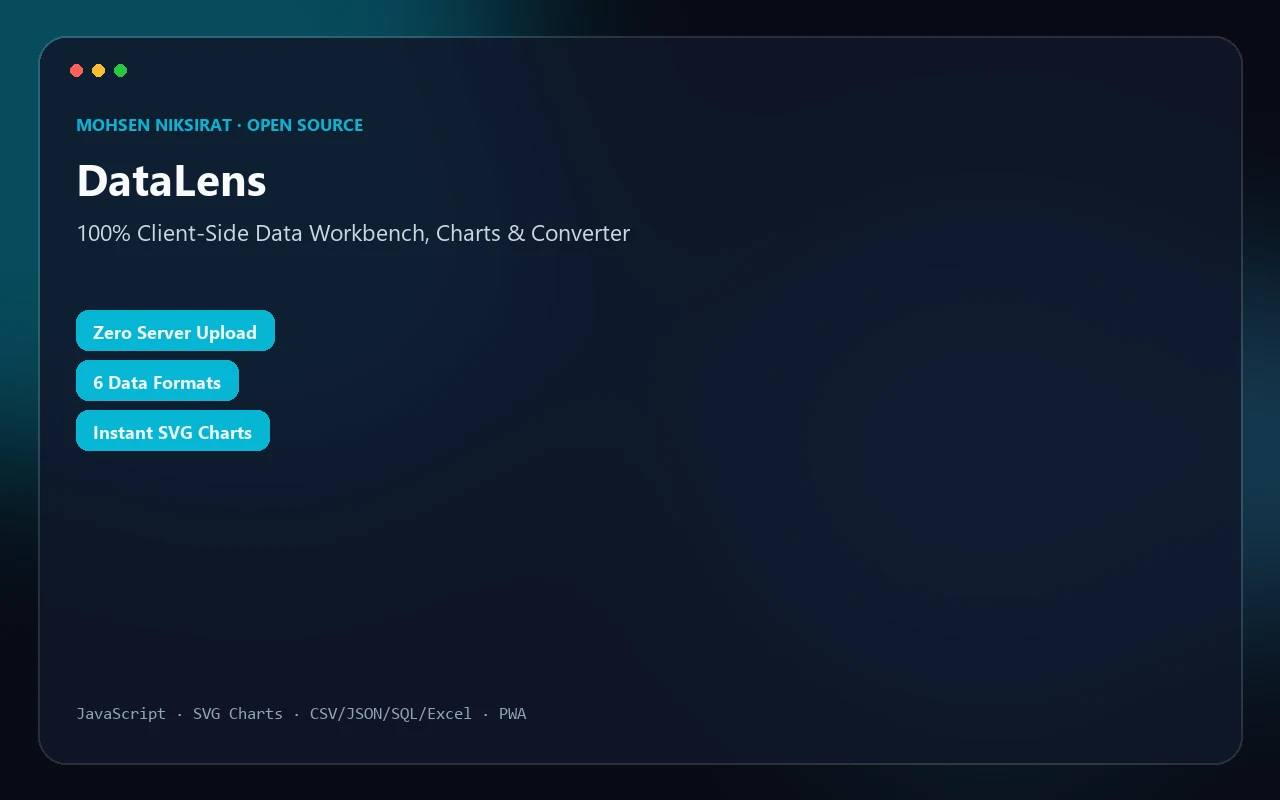 MOHSEN NIKSIRAT · OPEN SOURCE
DataLens
100% Client-Side Data Workbench, Charts & Converter
Zero Server Upload
6 Data Formats
Instant SVG Charts
JavaScript · SVG Charts · CSV/JSON/SQL/Excel · PWA